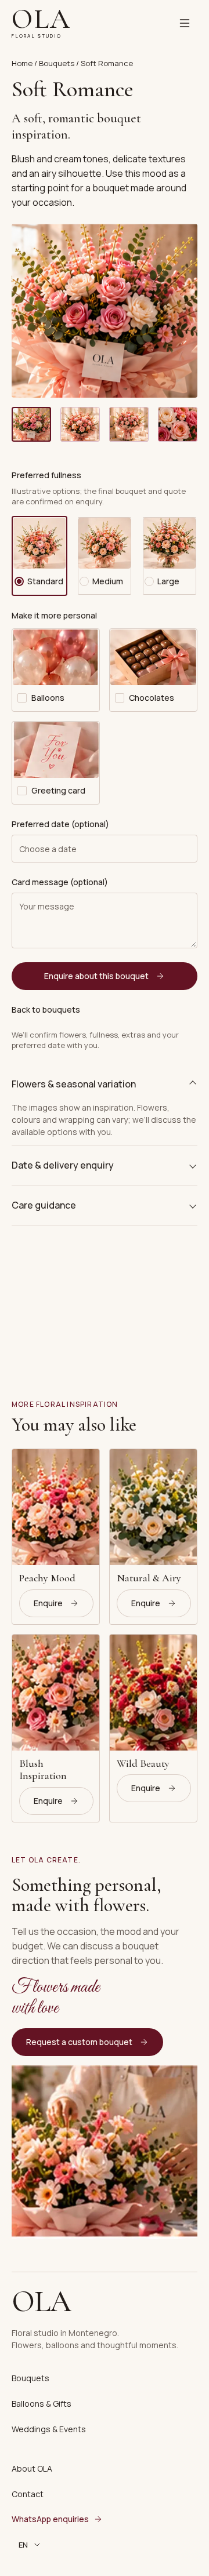 OLA
FLORAL STUDIO
Home / Bouquets / Soft Romance
Soft Romance
A soft, romantic bouquet
inspiration.
Blush and cream tones, delicate textures
and an airy silhouette. Use this mood as a
starting point for a bouquet made around
your occasion.
OLA
Preferred fullness
Illustrative options; the final bouquet and quote
are confirmed on enquiry.
Standard
Medium
Large
Make it more personal
Balloons
Chocolates
For
You
Greeting card
Preferred date (optional)
Choose a date
Card message (optional)
Your message
Enquire about this bouquet
Back to bouquets
We'll confirm flowers, fullness, extras and your
preferred date with you.
Flowers & seasonal variation
The images show an inspiration. Flowers,
colours and wrapping can vary; we'll discuss the
available options with you.
Date & delivery enquiry
Care guidance
MORE FLORAL INSPIRATION
You may also like
Peachy Mood
Enquire
Natural & Airy
Enquire
Blush
Inspiration
Enquire
Wild Beauty
Enquire
LET OLA CREATE.
Something personal,
made with flowers.
Tell us the occasion, the mood and your
budget. We can discuss a bouquet
direction that feels personal to you.
Flowers made
with love
Request a custom bouquet
OLA
OLA
Floral studio in Montenegro.
Flowers, balloons and thoughtful moments.
Bouquets
Balloons & Gifts
Weddings & Events
About OLA
Contact
WhatsApp enquiries
EN